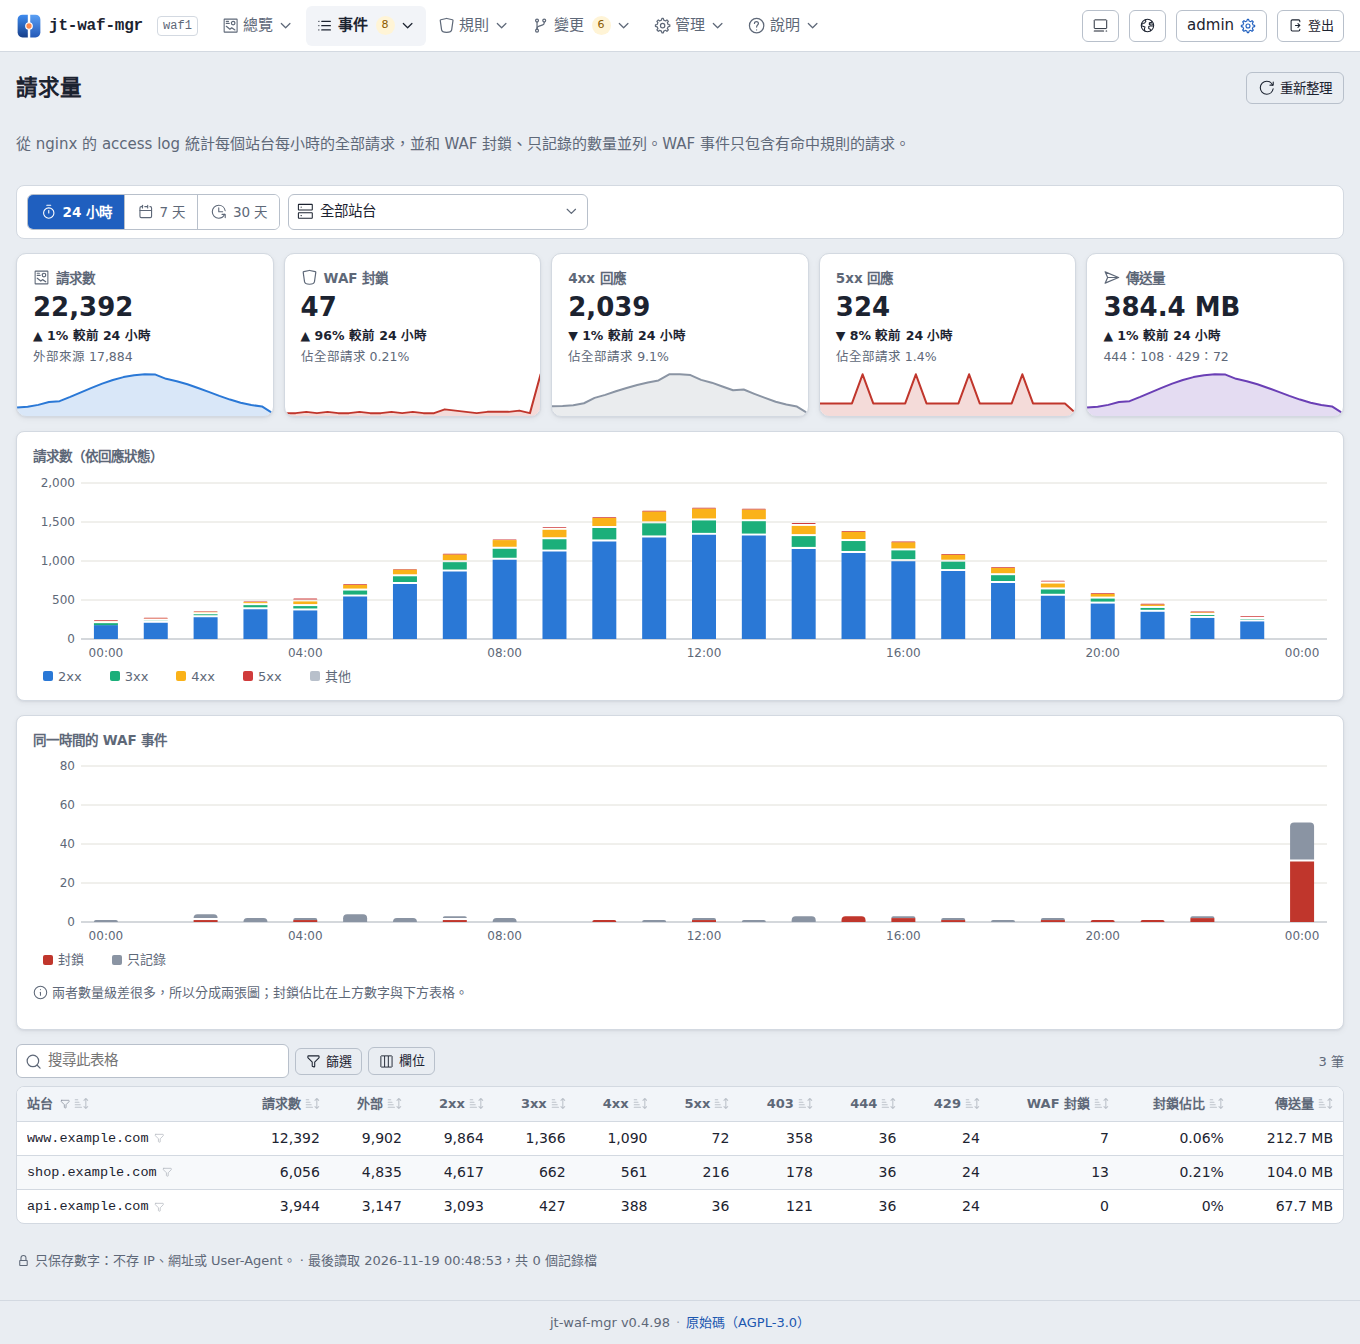 jt-waf-mgr waf1 總覽 事件 8 規則 變更 6 管理 說明 admin 登出
請求量
重新整理
從 nginx 的 access log 統計每個站台每小時的全部請求，並和 WAF 封鎖、只記錄的數量並列。WAF 事件只包含有命中規則的請求。
24 小時 7 天 30 天 全部站台
請求數
22,392
▲ 1% 較前 24 小時
外部來源 17,884
WAF 封鎖
47
▲ 96% 較前 24 小時
佔全部請求 0.21%
4xx 回應
2,039
▼ 1% 較前 24 小時
佔全部請求 9.1%
5xx 回應
324
▼ 8% 較前 24 小時
佔全部請求 1.4%
傳送量
384.4 MB
▲ 1% 較前 24 小時
444：108 · 429：72
請求數（依回應狀態）
2,000
1,500
1,000
500
0
00:00 04:00 08:00 12:00 16:00 20:00 00:00
2xx 3xx 4xx 5xx 其他
同一時間的 WAF 事件
80
60
40
20
0
00:00 04:00 08:00 12:00 16:00 20:00 00:00
封鎖 只記錄
兩者數量級差很多，所以分成兩張圖；封鎖佔比在上方數字與下方表格。
搜尋此表格 篩選 欄位 3 筆
站台 請求數 外部 2xx 3xx 4xx 5xx 403 444 429 WAF 封鎖 封鎖佔比 傳送量
www.example.com 12,392 9,902 9,864 1,366 1,090 72 358 36 24 7 0.06% 212.7 MB
shop.example.com 6,056 4,835 4,617 662 561 216 178 36 24 13 0.21% 104.0 MB
api.example.com 3,944 3,147 3,093 427 388 36 121 36 24 0 0% 67.7 MB
只保存數字：不存 IP、網址或 User-Agent。 · 最後讀取 2026-11-19 00:48:53，共 0 個記錄檔
jt-waf-mgr v0.4.98 · 原始碼（AGPL-3.0）